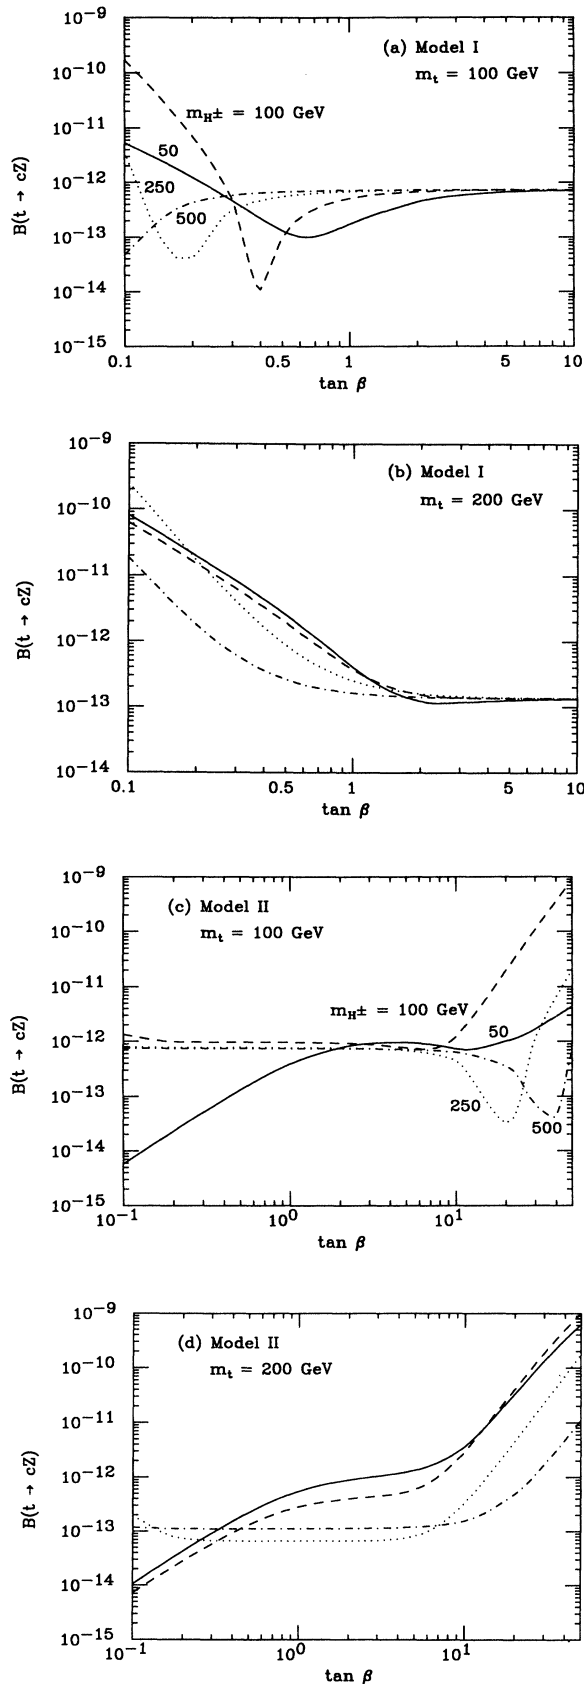 (a) Model I
m_t = 100 GeV
m_H± = 100 GeV
50
250
500
B(t → cZ)
10^-9
10^-10
10^-11
10^-12
10^-13
10^-14
10^-15
0.1
0.5
1
5
10
tan β
(b) Model I
m_t = 200 GeV
B(t → cZ)
10^-9
10^-10
10^-11
10^-12
10^-13
10^-14
0.1
0.5
1
5
10
tan β
(c) Model II
m_t = 100 GeV
m_H± = 100 GeV
50
250
500
B(t → cZ)
10^-9
10^-10
10^-11
10^-12
10^-13
10^-14
10^-15
10^-1
10^0
10^1
tan β
(d) Model II
m_t = 200 GeV
B(t → cZ)
10^-9
10^-10
10^-11
10^-12
10^-13
10^-14
10^-15
10^-1
10^0
10^1
tan β